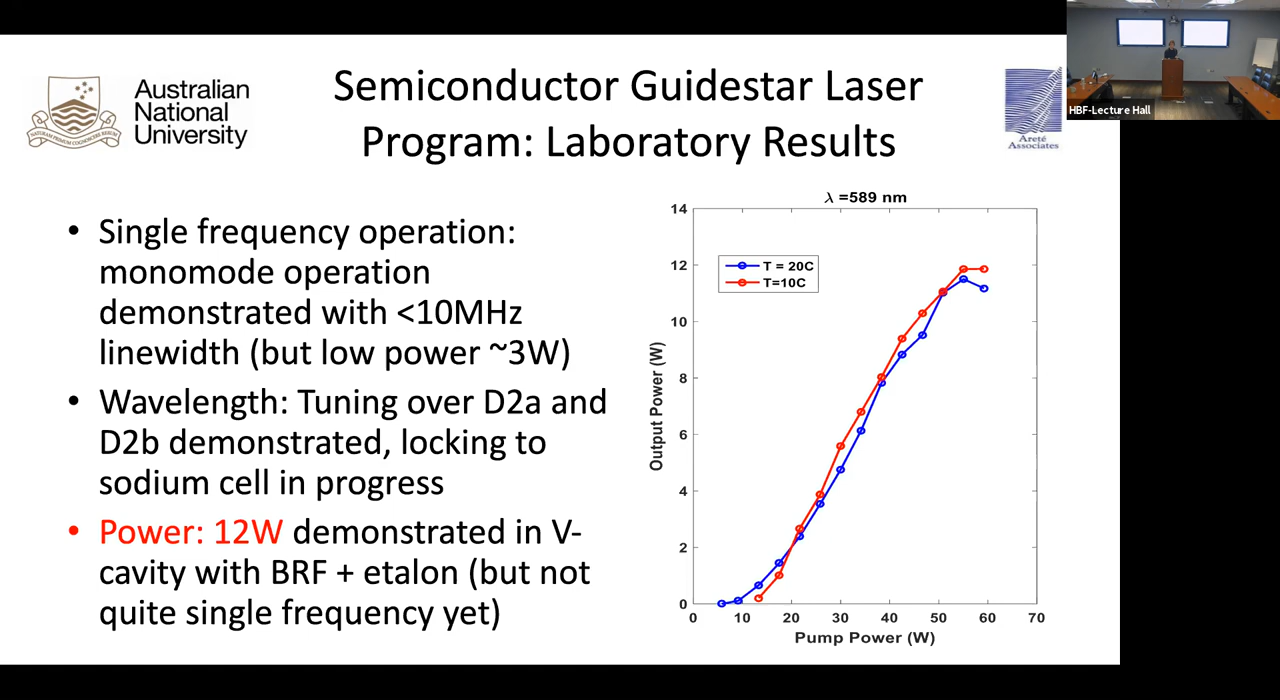 Australian
National
University
Semiconductor Guidestar Laser
Program: Laboratory Results
Areté
Associates
HBF-Lecture Hall
• Single frequency operation:
monomode operation
demonstrated with <10MHz
linewidth (but low power ~3W)
• Wavelength: Tuning over D2a and
D2b demonstrated, locking to
sodium cell in progress
• Power: 12W demonstrated in V-
cavity with BRF + etalon (but not
quite single frequency yet)
λ =589 nm
T = 20C
T=10C
Output Power (W)
14
12
10
8
6
4
2
0
0 10 20 30 40 50 60 70
Pump Power (W)